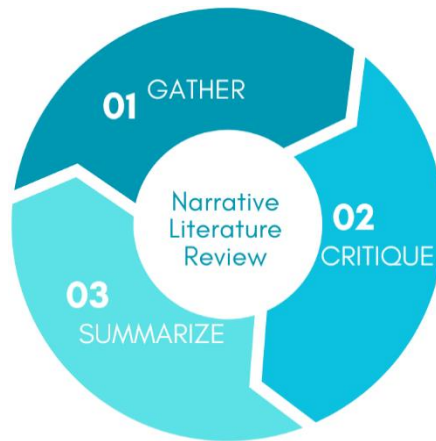 01 GATHER
Narrative
Literature
Review
02
CRITIQUE
03
SUMMARIZE